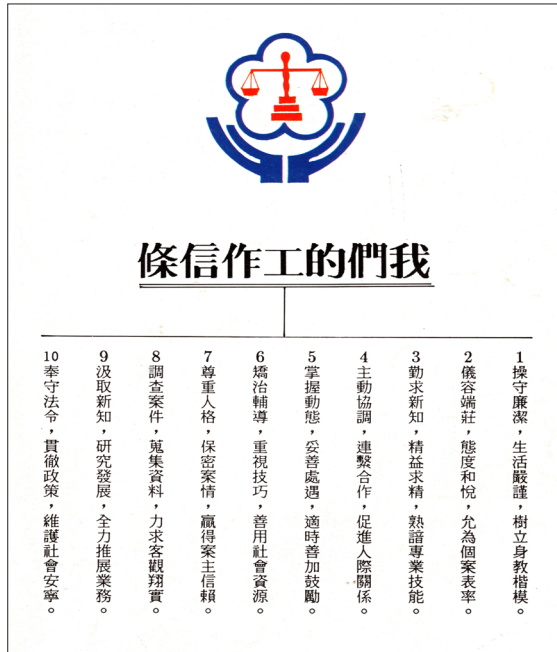 我們的工作信條
1操守廉潔，生活嚴謹，樹立身教楷模。
2儀容端莊，態度和悅，允為個案表率。
3勤求新知，精益求精，熟諳專業技能。
4主動協調，連繫合作，促進人際關係。
5掌握動態，妥善處遇，適時善加鼓勵。
6矯治輔導，重視技巧，善用社會資源。
7尊重人格，保密案情，贏得案主信賴。
8調查案件，蒐集資料，力求客觀翔實。
9汲取新知，研究發展，全力推展業務。
10奉守法令，貫徹政策，維護社會安寧。